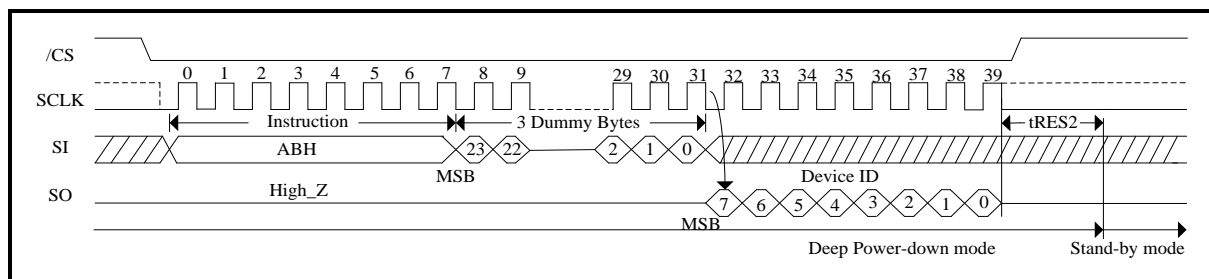 /CS
0 1 2 3 4 5 6 7 8 9 29 30 31 32 33 34 35 36 37 38 39
SCLK
Instruction 3 Dummy Bytes tRES2
SI ABH 23 22 2 1 0
MSB Device ID
High_Z
SO 7 6 5 4 3 2 1 0
MSB
Deep Power-down mode Stand-by mode